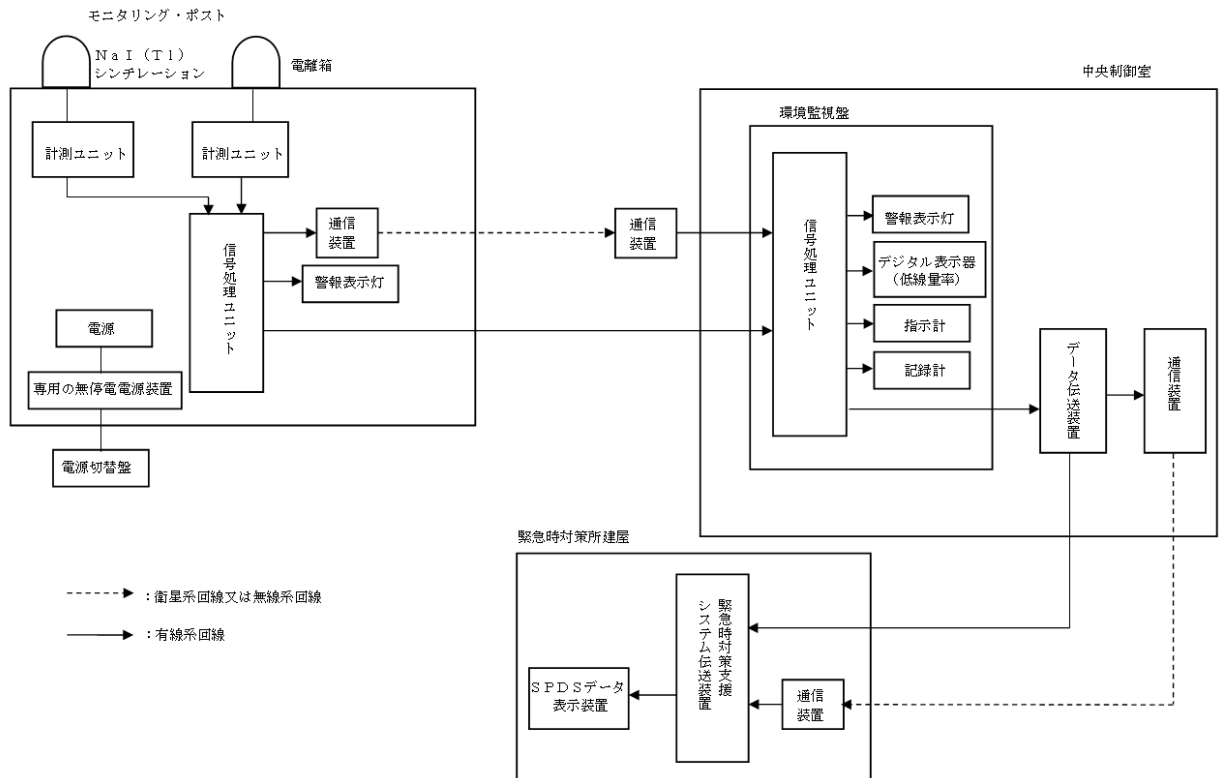 モニタリング・ポスト
NaI(Tl)
シンチレーション
電離箱
計測ユニット
計測ユニット
信号処理ユニット
通信
装置
警報表示灯
電源
専用の無停電電源装置
電源切替盤
通信
装置
中央制御室
環境監視盤
信号処理ユニット
警報表示灯
デジタル表示器
(低線量率)
指示計
記録計
データ伝送装置
通信装置
緊急時対策所建屋
緊急時対策支援
システム伝送装置
SPDSデータ
表示装置
通信
装置
:衛星系回線又は無線系回線
:有線系回線